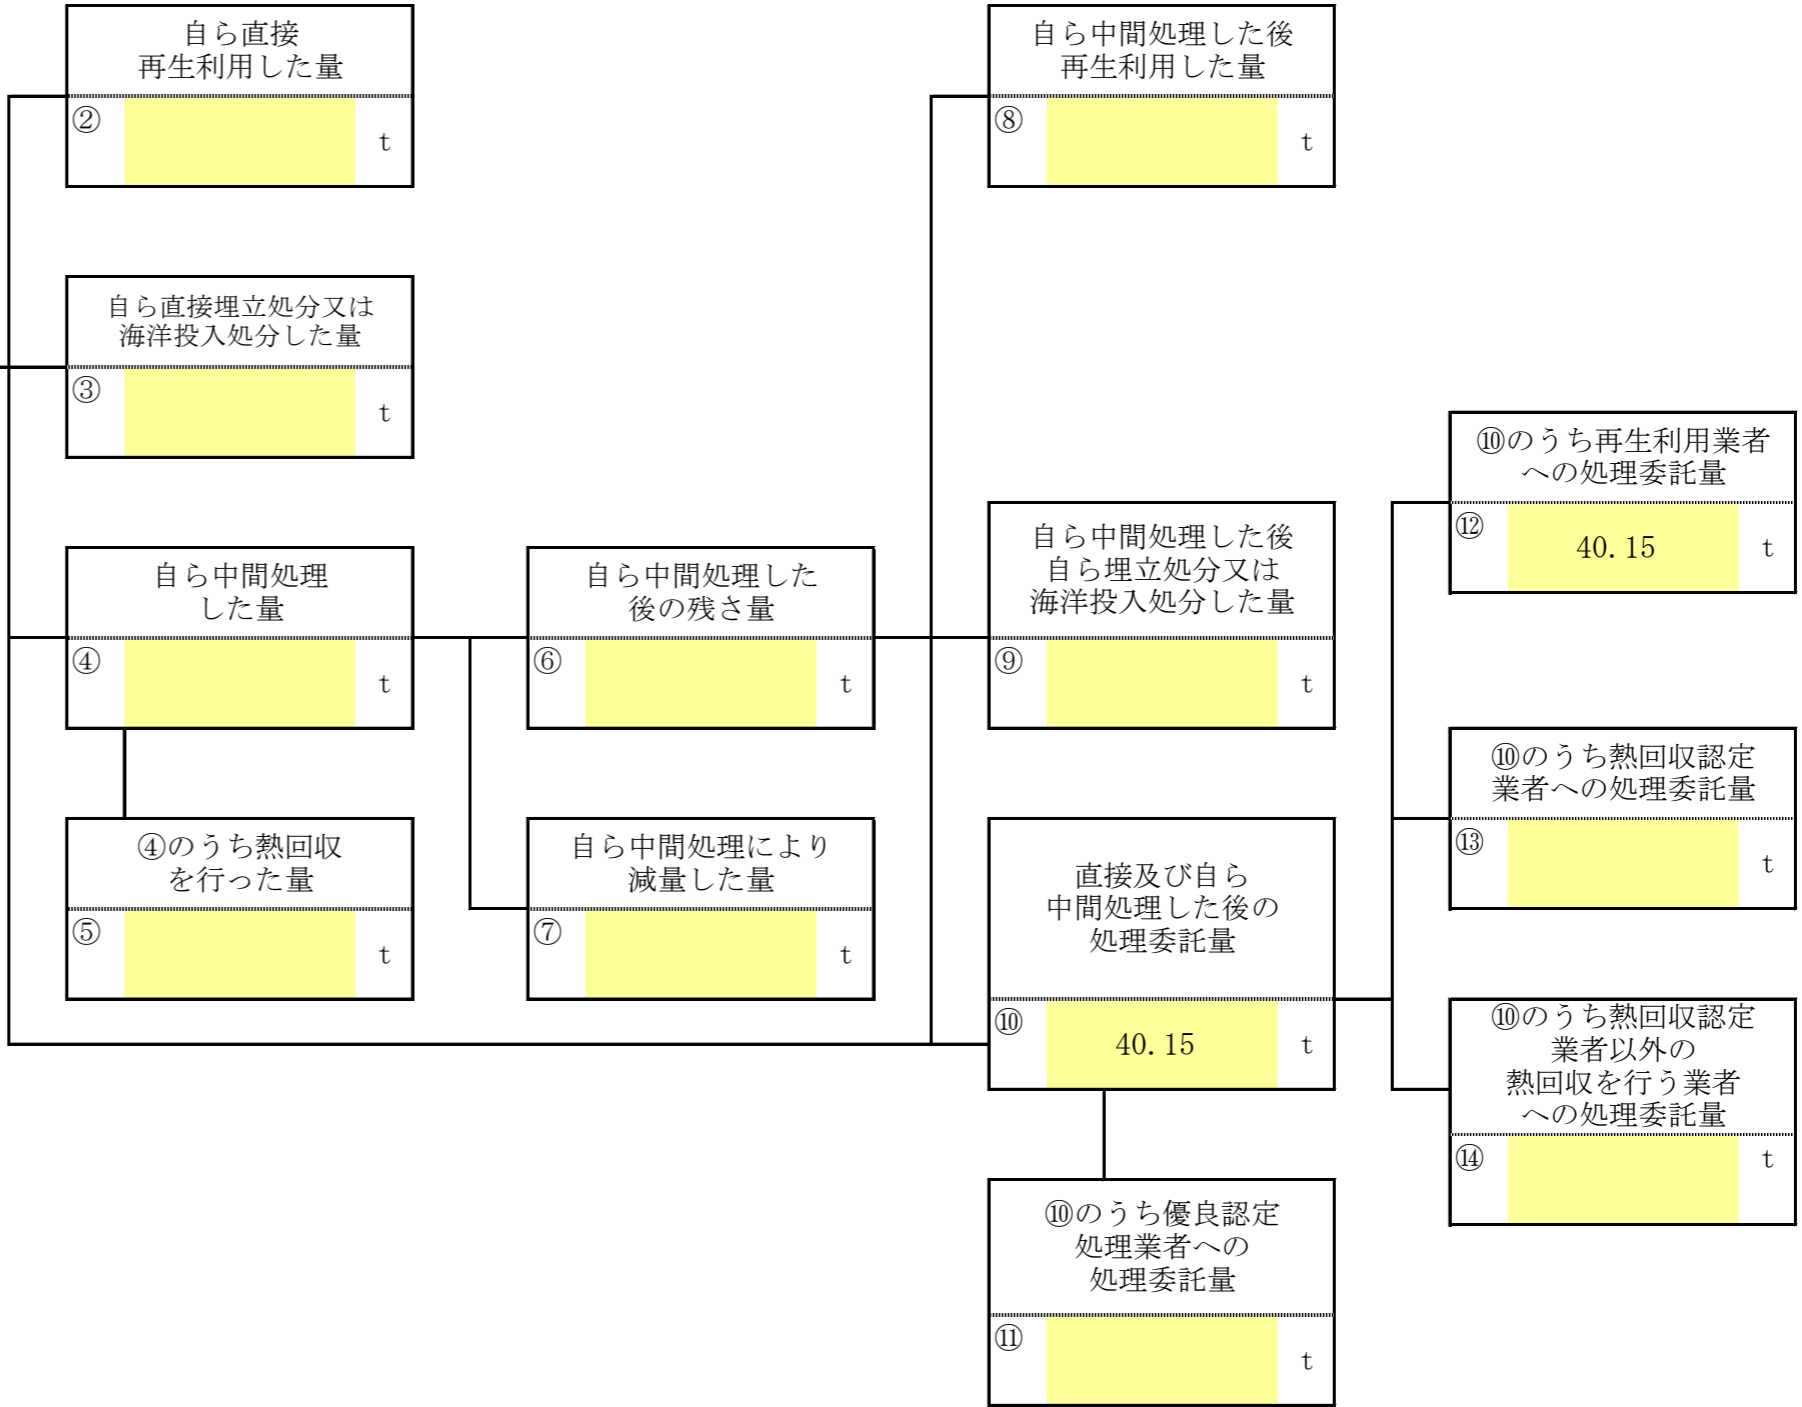 自ら直接
再生利用した量
②
t
自ら中間処理した後
再生利用した量
⑧
t
自ら直接埋立処分又は
海洋投入処分した量
③
t
⑩のうち再生利用業者
への処理委託量
⑫
40.15
t
自ら中間処理
した量
④
t
自ら中間処理した
後の残さ量
⑥
t
自ら中間処理した後
自ら埋立処分又は
海洋投入処分した量
⑨
t
⑩のうち熱回収認定
業者への処理委託量
⑬
t
④のうち熱回収
を行った量
⑤
t
自ら中間処理により
減量した量
⑦
t
直接及び自ら
中間処理した後の
処理委託量
⑩
40.15
t
⑩のうち熱回収認定
業者以外の
熱回収を行う業者
への処理委託量
⑭
t
⑩のうち優良認定
処理業者への
処理委託量
⑪
t